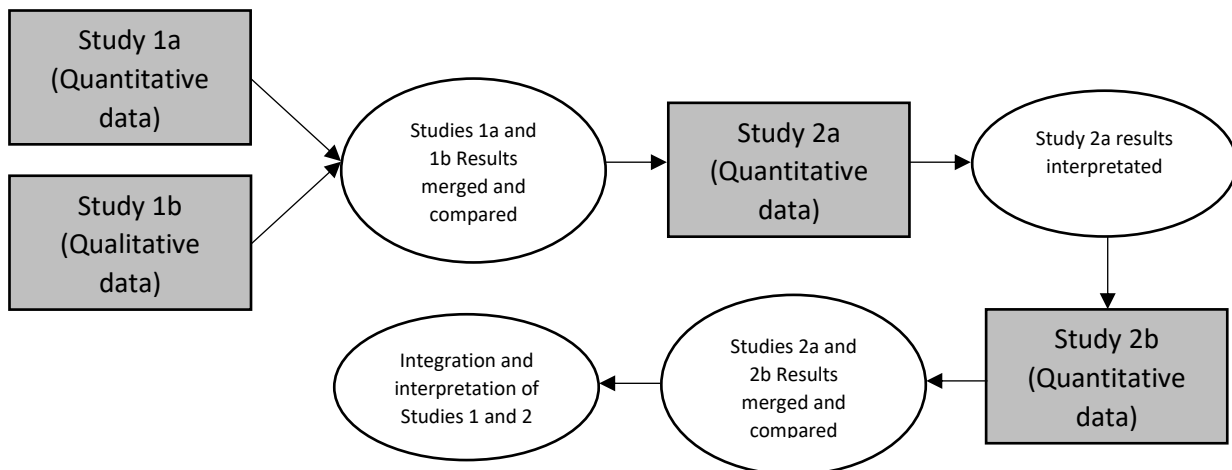 Study 1a
(Quantitative
data)
Study 1b
(Qualitative
data)
Studies 1a and
1b Results
merged and
compared
Study 2a
(Quantitative
data)
Study 2a results
interpretated
Study 2b
(Quantitative
data)
Studies 2a and
2b Results
merged and
compared
Integration and
interpretation of
Studies 1 and 2